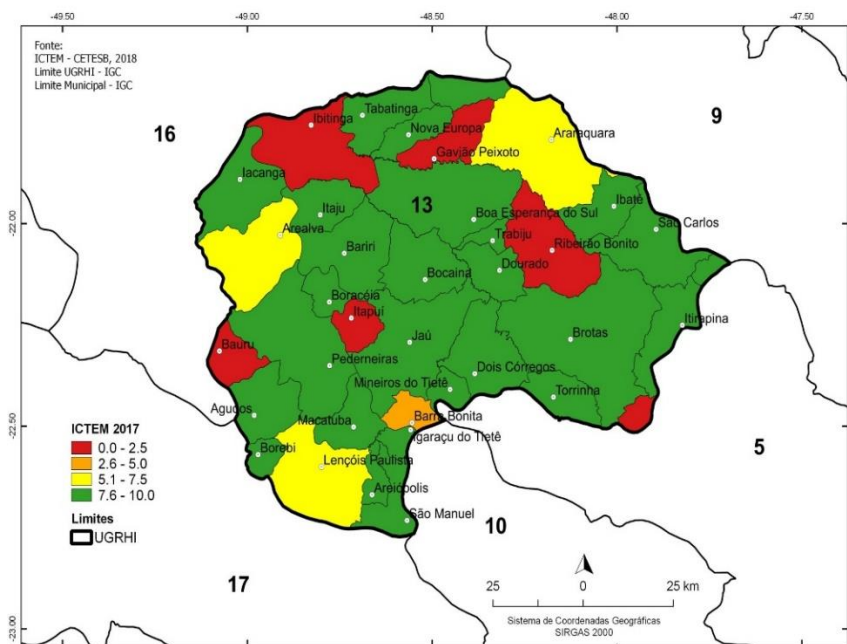 -49.50
-49.00
-48.50
-48.00
-47.50
Fonte:
ICTEM - CETESB, 2018
Limite UGRHI - IGC
Limite Municipal - IGC
16
9
Ibitinga
Tabatinga
Nova Europa
Araraquara
Gavião Peixoto
Iacanga
Ibaté
13
Itaju
Boa Esperança do Sul
São Carlos
-22.00
Arealva
Trabiju
Bariri
Ribeirão Bonito
Bocaina
Dourado
Boracéia
Itapuí
Itirapina
Bauru
Jaú
Brotas
Pederneiras
Dois Córregos
Mineiros do Tietê
Torrinha
Agudos
Macatuba
Barra Bonita
-22.50
Igaraçu do Tietê
Borebi
Lençóis Paulista
5
Areiópolis
São Manuel
10
17
ICTEM 2017
0.0 - 2.5
2.6 - 5.0
5.1 - 7.5
7.6 - 10.0
Limites
UGRHI
25 0 25 km
Sistema de Coordenadas Geográficas
SIRGAS 2000
-23.00